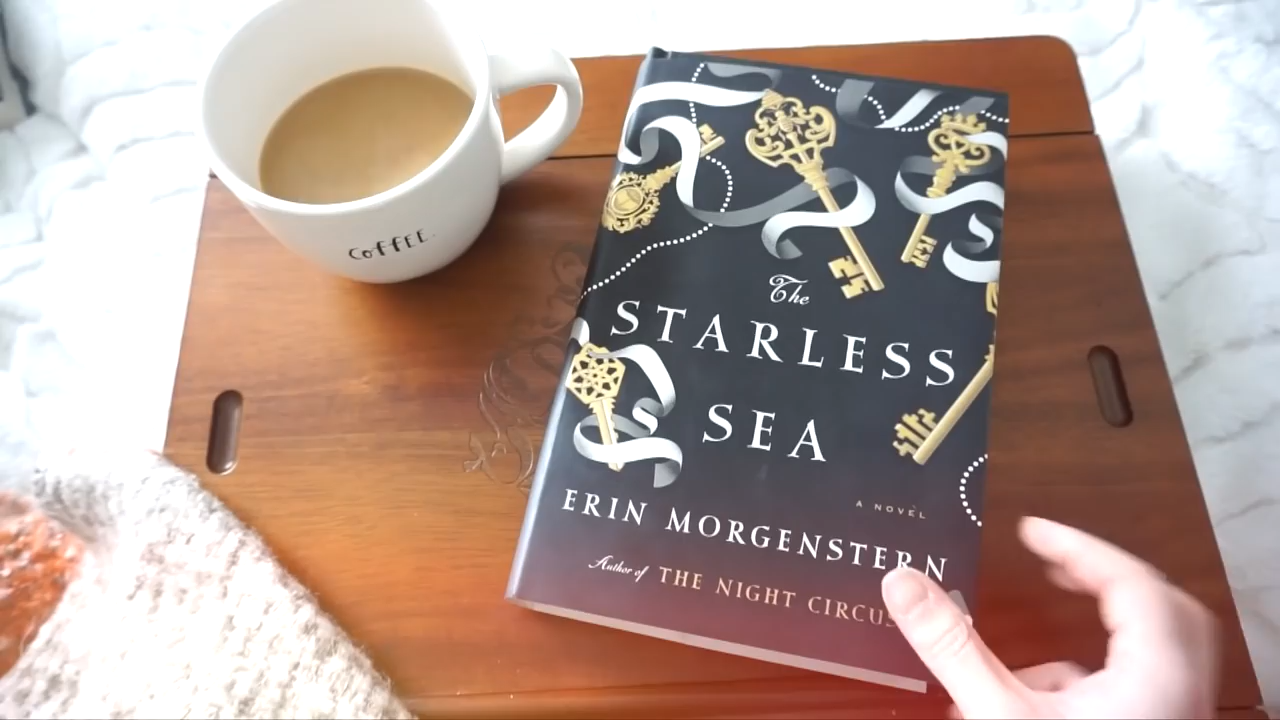 COFFEE.
The
STARLESS
SEA
A NOVEL
ERIN MORGENSTERN
Author of THE NIGHT CIRCUS